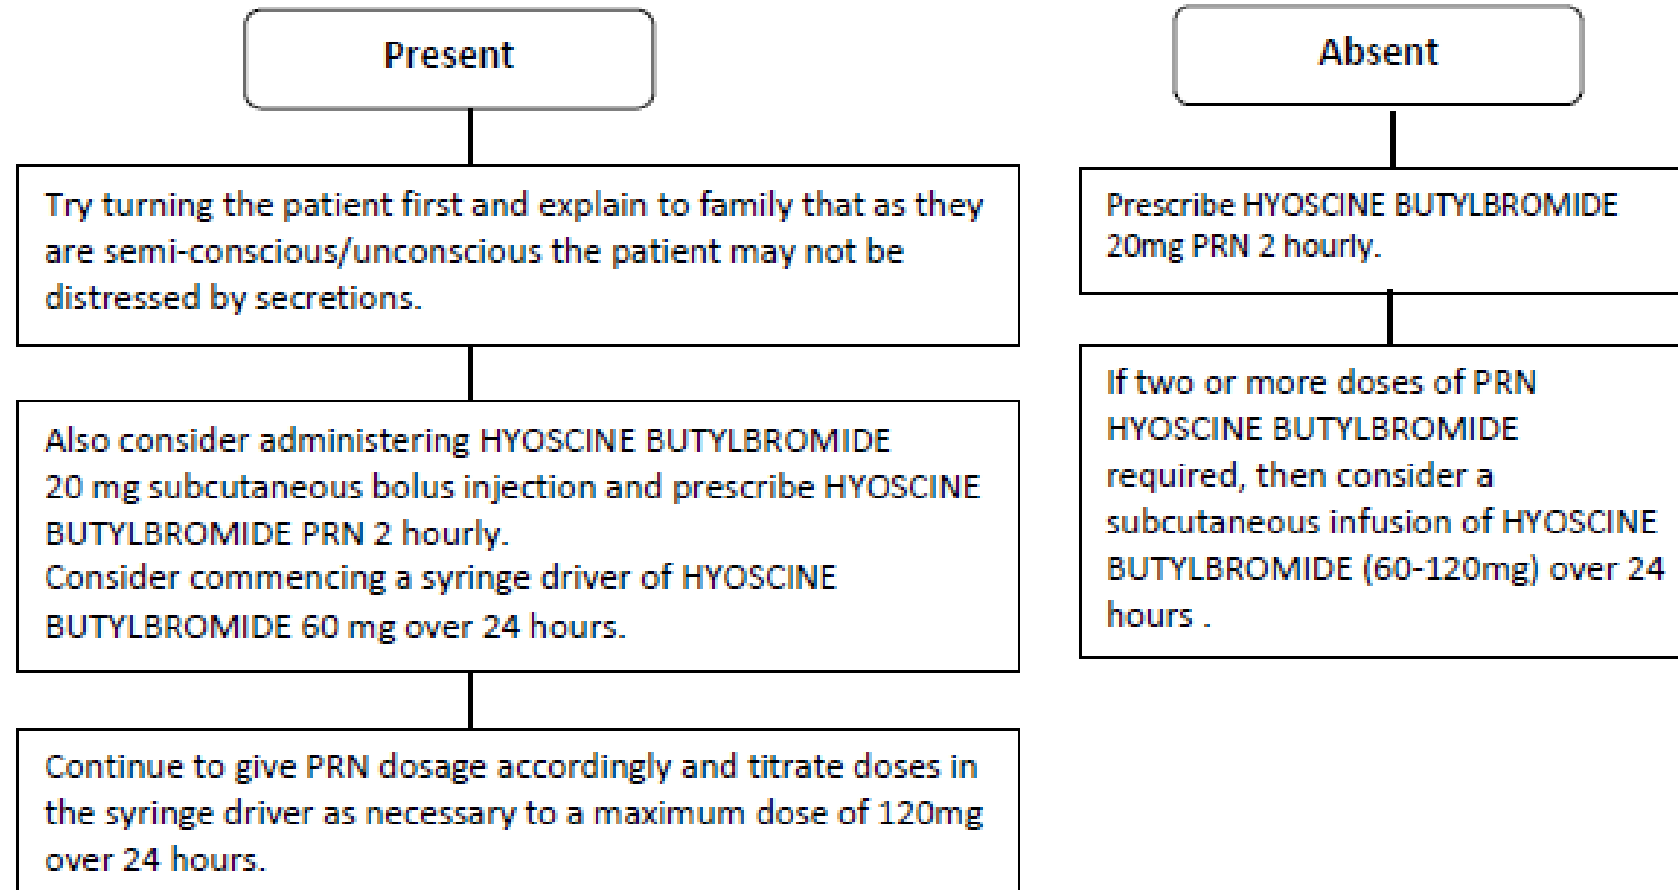 Present
Try turning the patient first and explain to family that as they
are semi-conscious/unconscious the patient may not be
distressed by secretions.
Also consider administering HYOSCINE BUTYLBROMIDE
20 mg subcutaneous bolus injection and prescribe HYOSCINE
BUTYLBROMIDE PRN 2 hourly.
Consider commencing a syringe driver of HYOSCINE
BUTYLBROMIDE 60 mg over 24 hours.
Continue to give PRN dosage accordingly and titrate doses in
the syringe driver as necessary to a maximum dose of 120mg
over 24 hours.
Absent
Prescribe HYOSCINE BUTYLBROMIDE
20mg PRN 2 hourly.
If two or more doses of PRN
HYOSCINE BUTYLBROMIDE
required, then consider a
subcutaneous infusion of HYOSCINE
BUTYLBROMIDE (60-120mg) over 24
hours .